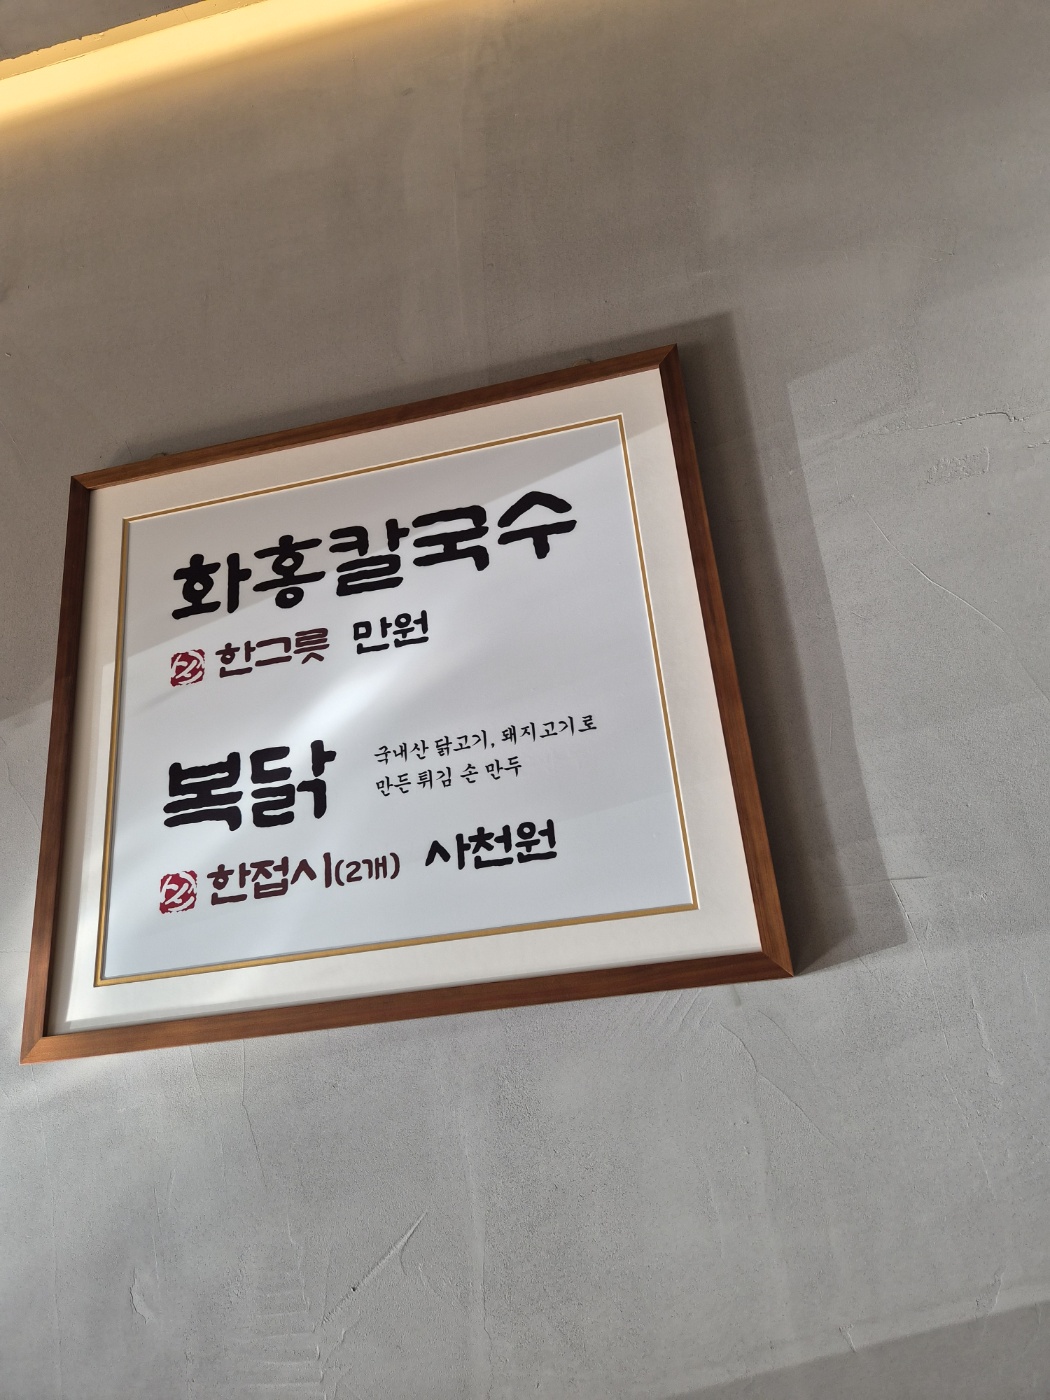 화홍칼국수
한그릇 만원
복닭
국내산 닭고기, 돼지고기로
만든 튀김 손 만두
한접시(2개) 사천원